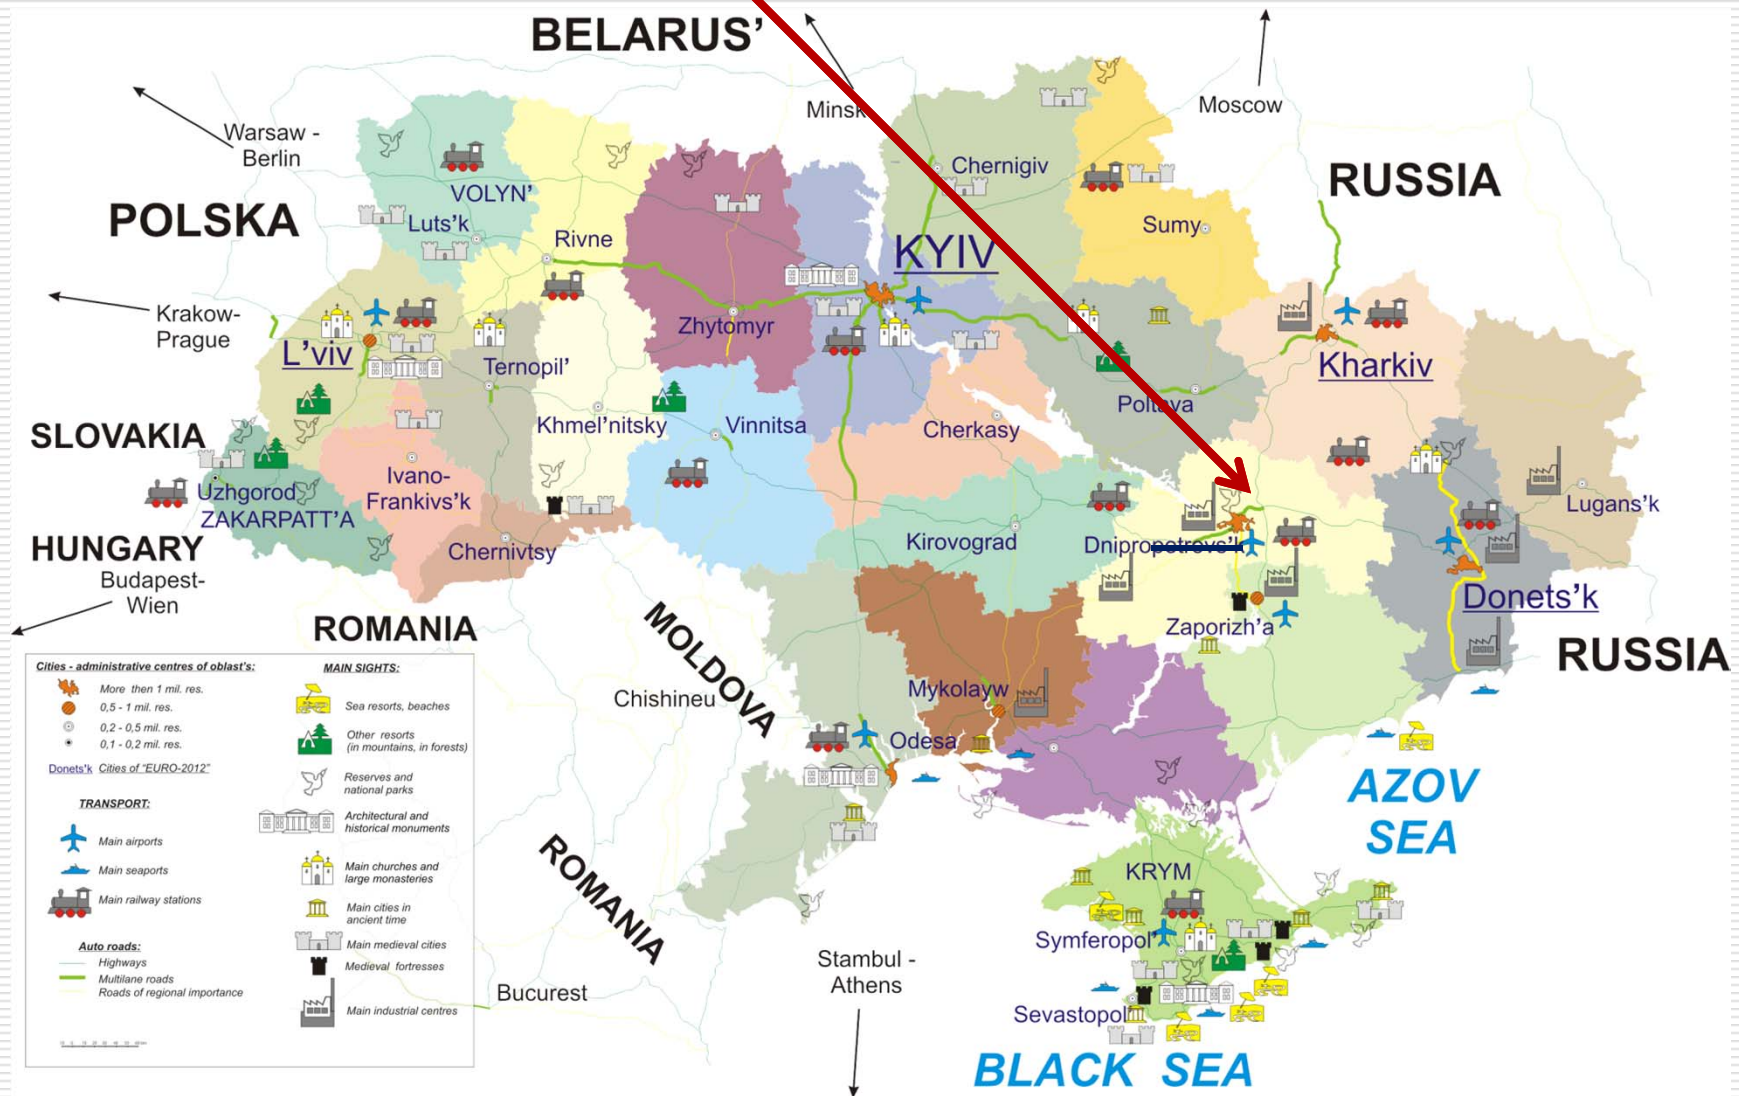 BELARUS’
Minsk
Moscow
Warsaw -
Berlin
Chernigiv
RUSSIA
VOLYN’
POLSKA
Luts’k
Sumy
Rivne
KYIV
Krakow-
Prague
Zhytomyr
L’viv
Kharkiv
Ternopil’
Poltava
Khmel’nitsky
Vinnitsa
Cherkasy
SLOVAKIA
Ivano-
Frankivs’k
Uzhgorod
ZAKARPATT’A
Lugans’k
HUNGARY
Chernivtsy
Kirovograd
Dnipropetrovs’k
Budapest-
Wien
Donets’k
ROMANIA
MOLDOVA
Zaporizh’a
RUSSIA
Chishineu
Mykolayw
Odesa
AZOV
SEA
ROMANIA
KRYM
Symferopol’
Stambul -
Athens
Bucurest
Sevastopol’
BLACK SEA
Cities - administrative centres of oblast’s:
More then 1 mil. res.
0,5 - 1 mil. res.
0,2 - 0,5 mil. res.
0,1 - 0,2 mil. res.
Donets’k Cities of “EURO-2012”
TRANSPORT:
Main airports
Main seaports
Main railway stations
Auto roads:
Highways
Multilane roads
Roads of regional importance
MAIN SIGHTS:
Sea resorts, beaches
Other resorts
(in mountains, in forests)
Reserves and
national parks
Architectural and
historical monuments
Main churches and
large monasteries
Main cities in
ancient time
Main medieval cities
Medieval fortresses
Main industrial centres